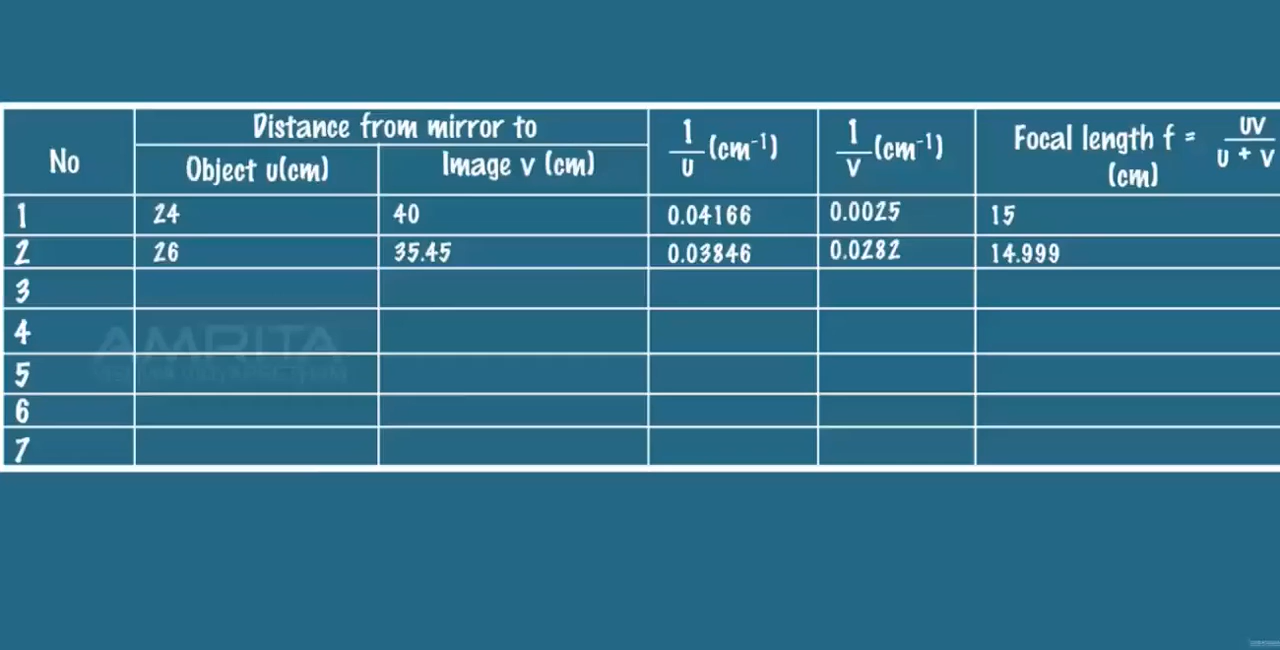 No
Distance from mirror to
Object u(cm)
Image v (cm)
1/u (cm⁻¹)
1/v (cm⁻¹)
Focal length f = uv/u + v
(cm)
1 24 40 0.04166 0.0025 15
2 26 35.45 0.03846 0.0282 14.999
3
4
AMRITA
5
6
7